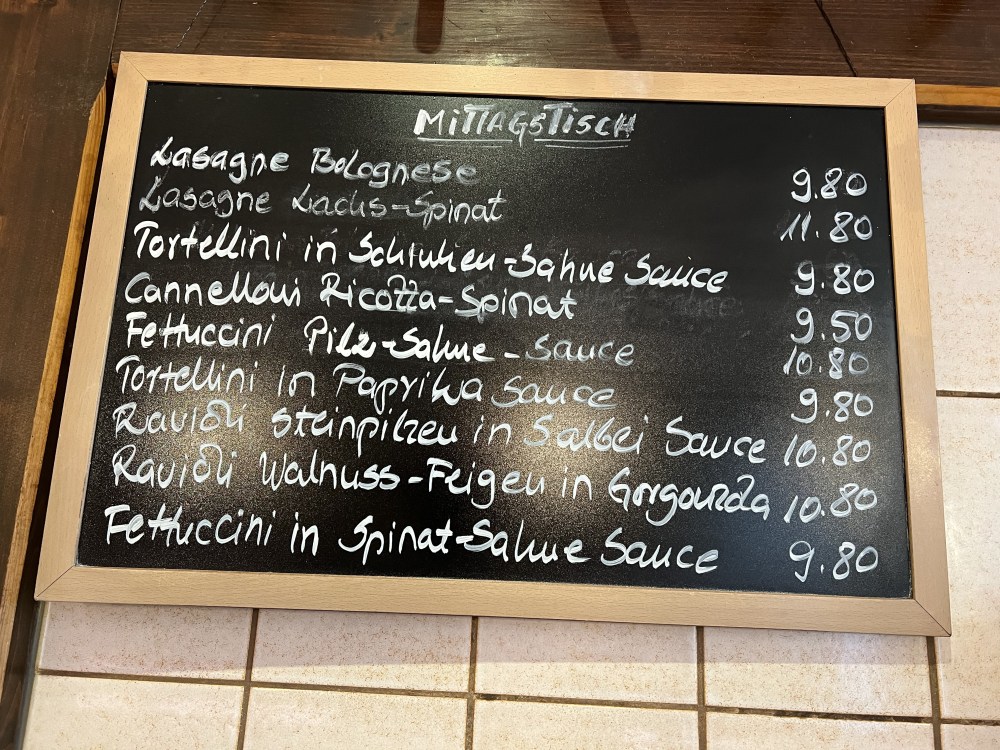 MiTTAGSTiSCH
Lasagne Bolognese 9.80
Lasagne Lachs-Spinat 11.80
Tortellini in Schinken-Sahne Sauce 9.80
Cannelloni Ricotta-Spinat 9.50
Fettuccini Pilz-Sahne-Sauce 10.80
Tortellini in Paprika Sauce 9.80
Ravioli Steinpilzen in Salbei Sauce 10.80
Ravioli Walnuss-Feigen in Gorgonzola 10.80
Fettuccini in Spinat-Sahne Sauce 9.80